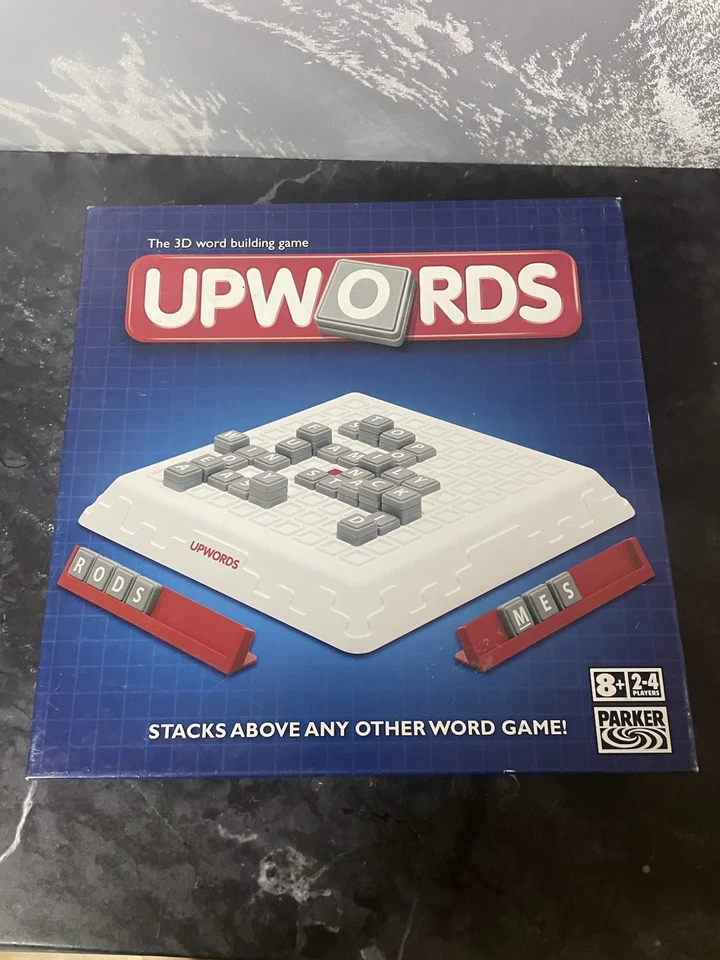 The 3D word building game
UPWORDS
UPWORDS
RODS
MES
8+ 2-4
PLAYERS
STACKS ABOVE ANY OTHER WORD GAME!
PARKER